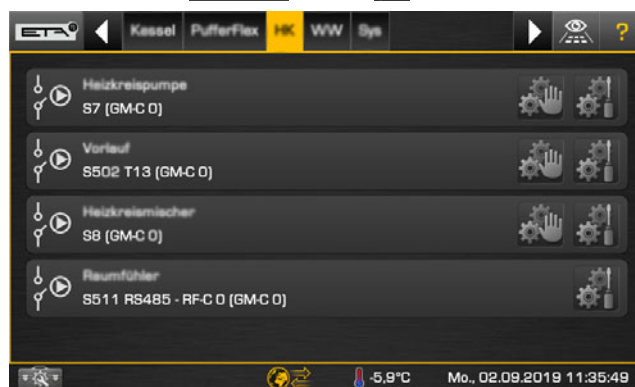 ETA Kessel PufferFlex HK WW Sys ?
Heizkreispumpe
S7 (GM-C 0)
Vorlauf
S502 T13 (GM-C 0)
Heizkreismischer
S8 (GM-C 0)
Raumfühler
S511 RS485 - RF-C 0 (GM-C 0)
-5,9°C Mo., 02.09.2019 11:35:49